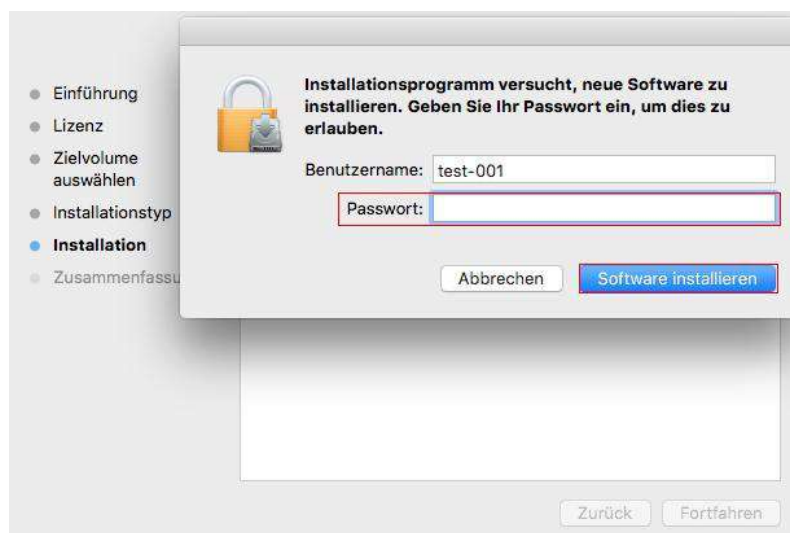 Einführung
Lizenz
Zielvolume
auswählen
Installationstyp
Installation
Zusammenfassu
Installationsprogramm versucht, neue Software zu
installieren. Geben Sie Ihr Passwort ein, um dies zu
erlauben.
Benutzername: test-001
Passwort:
Abbrechen Software installieren
Zurück Fortfahren